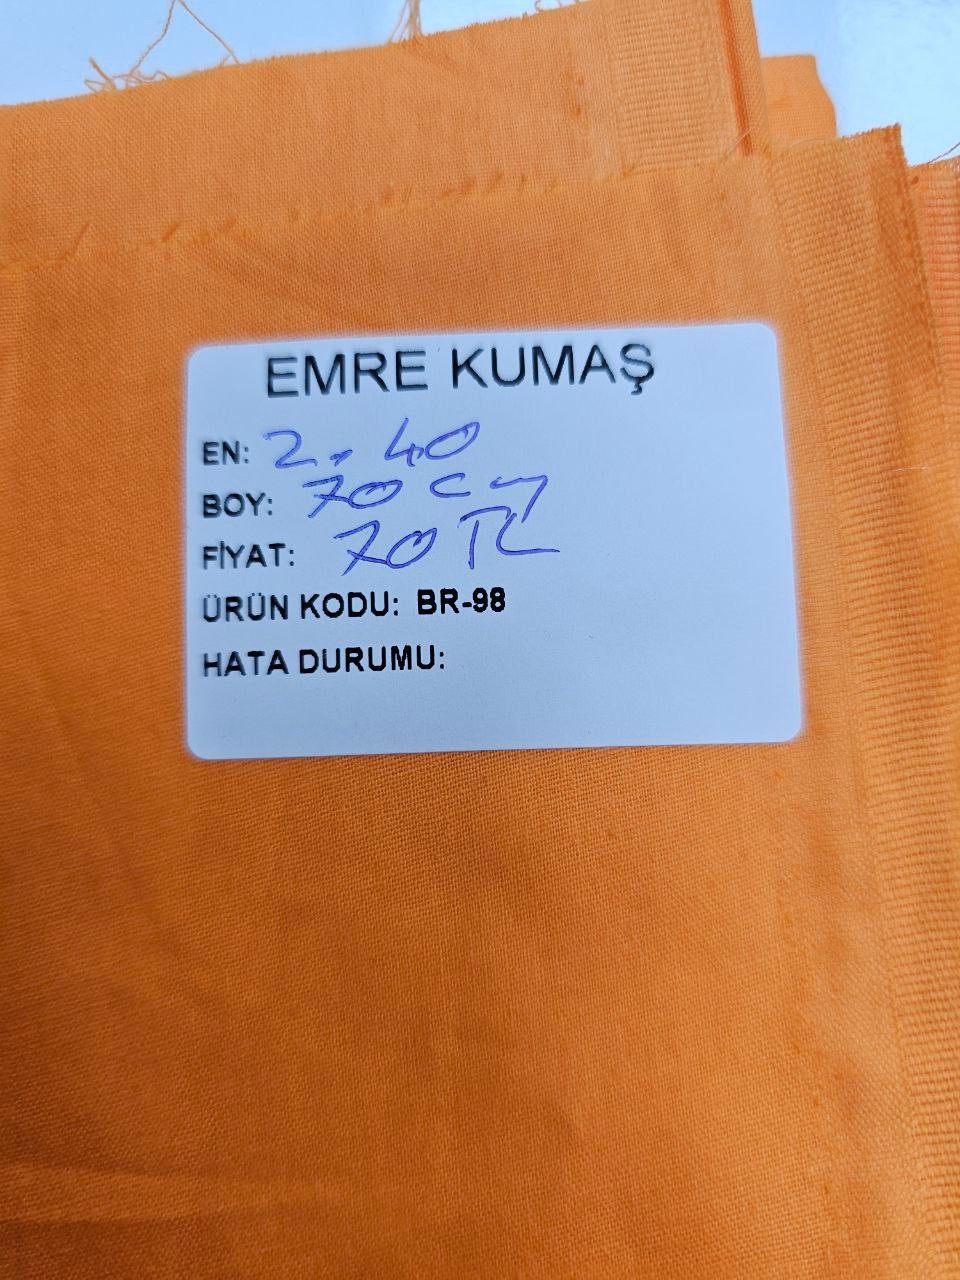 EMRE KUMAŞ
EN: 2.40
BOY: 70 cm
FİYAT: 70 TL
ÜRÜN KODU: BR-98
HATA DURUMU: